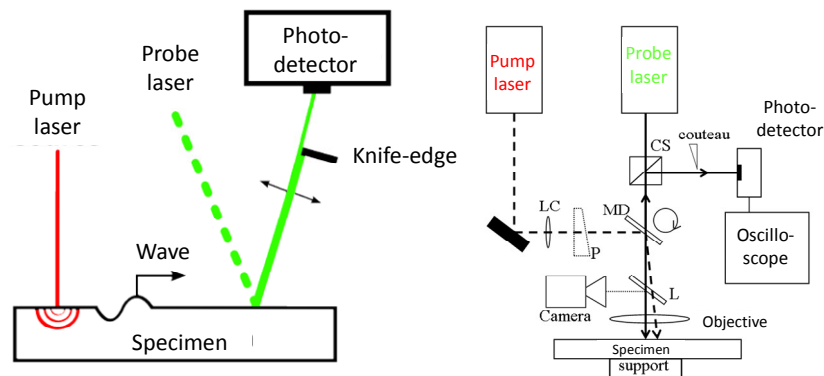 Photo-
detector
Probe
laser
Pump
laser
Knife-edge
Wave
Specimen
Pump
laser
Probe
laser
Photo-
detector
couteau
CS
LC
MD
P
Oscillo-
scope
L
Camera
Objective
Specimen
support